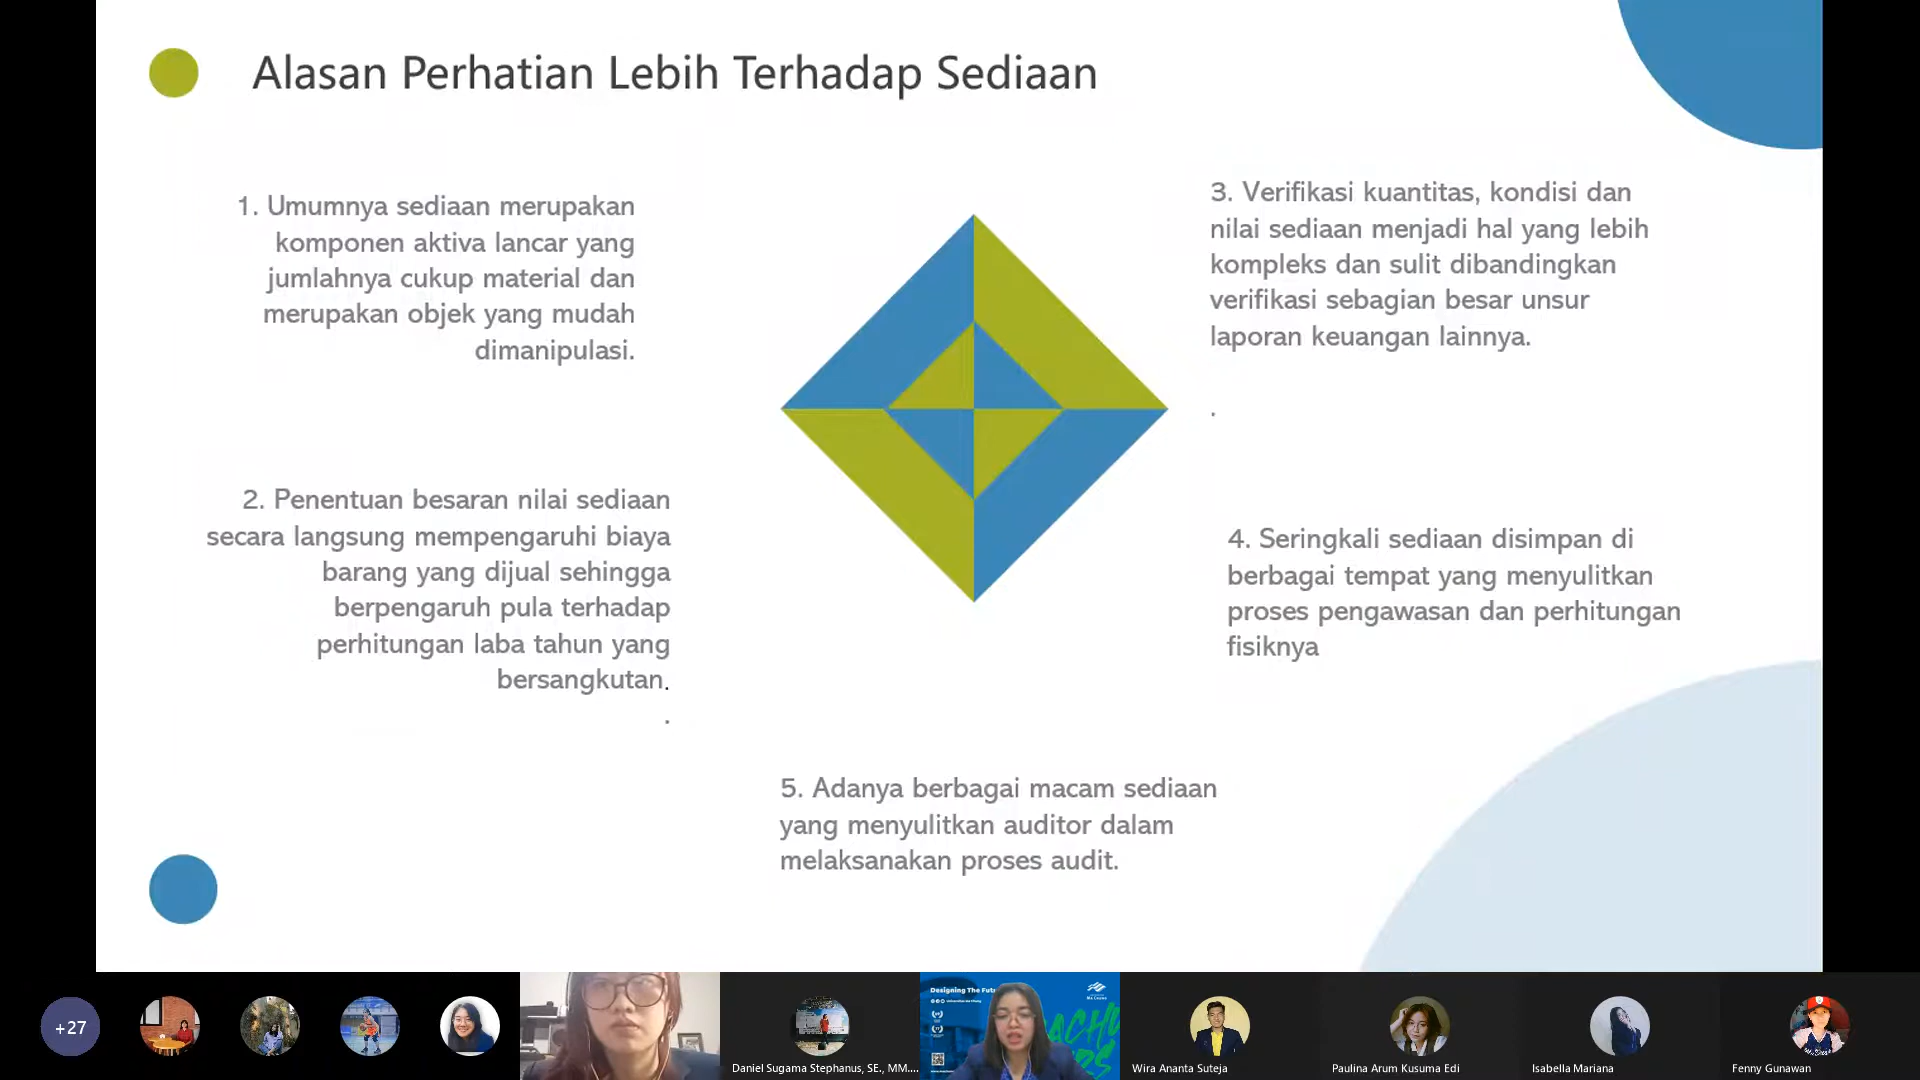 Alasan Perhatian Lebih Terhadap Sediaan
1. Umumnya sediaan merupakan
komponen aktiva lancar yang
jumlahnya cukup material dan
merupakan objek yang mudah
dimanipulasi.
2. Penentuan besaran nilai sediaan
secara langsung mempengaruhi biaya
barang yang dijual sehingga
berpengaruh pula terhadap
perhitungan laba tahun yang
bersangkutan.
.
3. Verifikasi kuantitas, kondisi dan
nilai sediaan menjadi hal yang lebih
kompleks dan sulit dibandingkan
verifikasi sebagian besar unsur
laporan keuangan lainnya.
.
4. Seringkali sediaan disimpan di
berbagai tempat yang menyulitkan
proses pengawasan dan perhitungan
fisiknya
5. Adanya berbagai macam sediaan
yang menyulitkan auditor dalam
melaksanakan proses audit.
+27
Daniel Sugama Stephanus, SE., MM....
Designing The Futu
Wira Ananta Suteja
Paulina Arum Kusuma Edi
Isabella Mariana
Fenny Gunawan